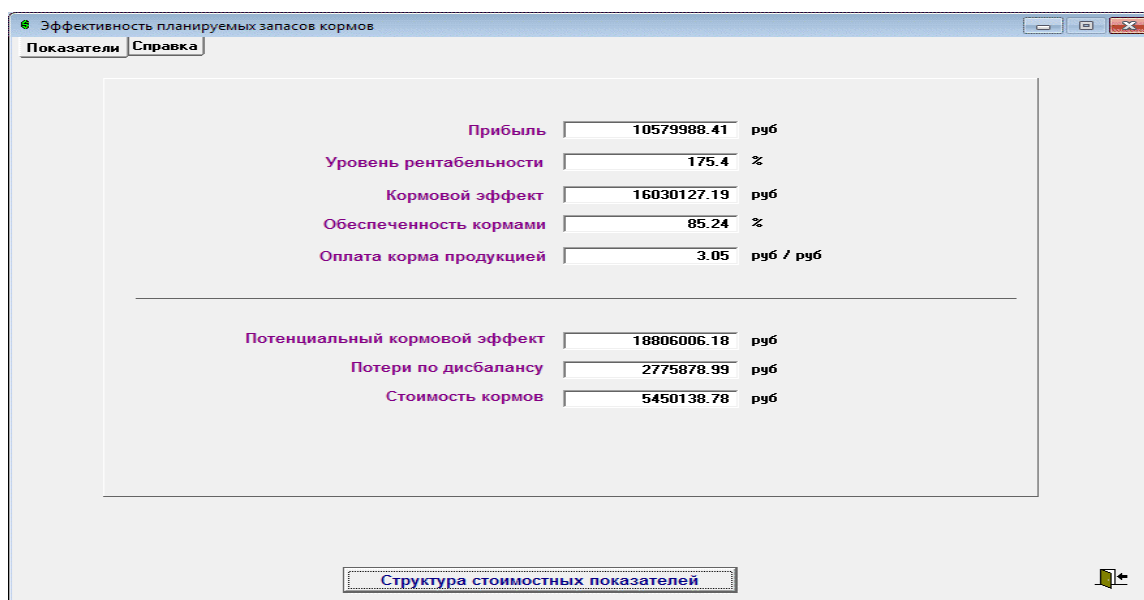 Эффективность планируемых запасов кормов
Показатели Справка
Прибыль 10579988.41 руб
Уровень рентабельности 175.4 %
Кормовой эффект 16030127.19 руб
Обеспеченность кормами 85.24 %
Оплата корма продукцией 3.05 руб / руб
Потенциальный кормовой эффект 18806006.18 руб
Потери по дисбалансу 2775878.99 руб
Стоимость кормов 5450138.78 руб
Структура стоимостных показателей